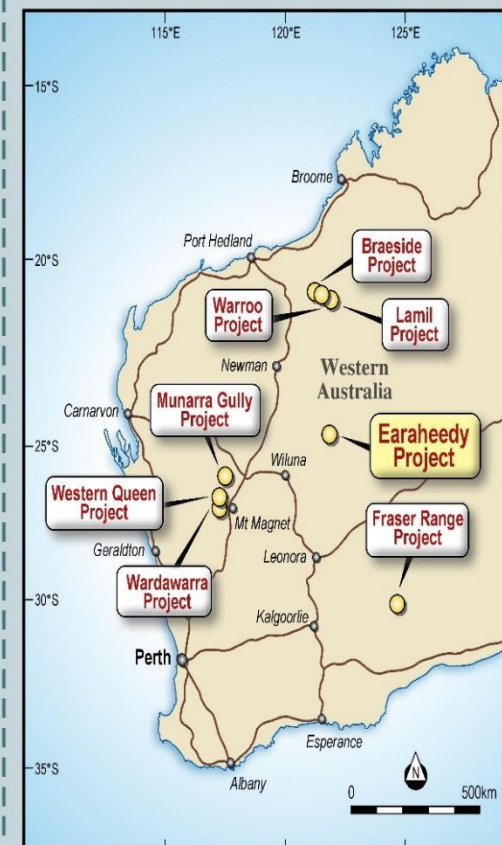 115°E
120°E
125°E
15°S
Broome
Port Hedland
20°S
Braeside
Project
Warroo
Project
Lamil
Project
Newman
Western
Australia
Munarra Gully
Project
Carnarvon
Earaheedy
Project
25°S
Wiluna
Western Queen
Project
Mt Magnet
Fraser Range
Project
Geraldton
Leonora
Wardawarra
Project
30°S
Kalgoorlie
Perth
Esperance
Albany
35°S
N
0
500km